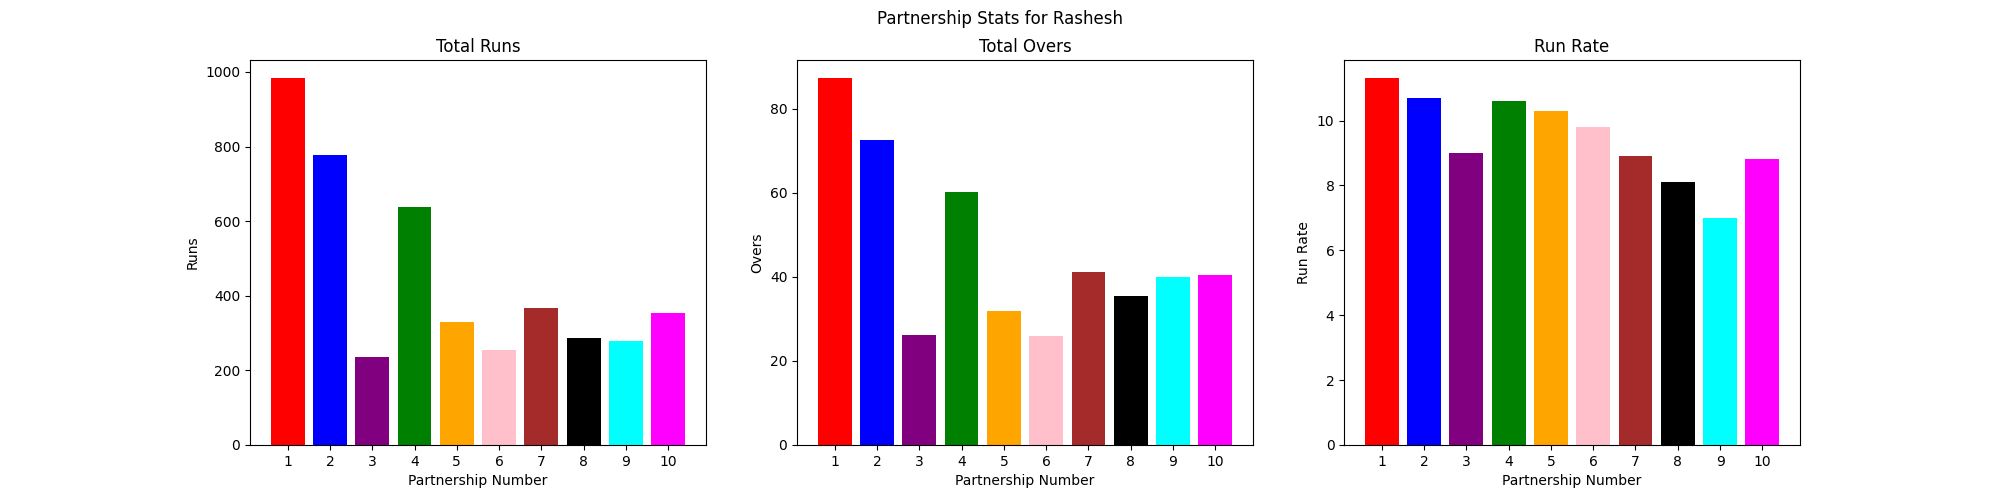 Partnership Stats for Rashesh
Total Runs
1000
800
600
400
200
0
Runs
1 2 3 4 5 6 7 8 9 10
Partnership Number
Total Overs
80
60
40
20
0
Overs
1 2 3 4 5 6 7 8 9 10
Partnership Number
Run Rate
10
8
6
4
2
0
Run Rate
1 2 3 4 5 6 7 8 9 10
Partnership Number